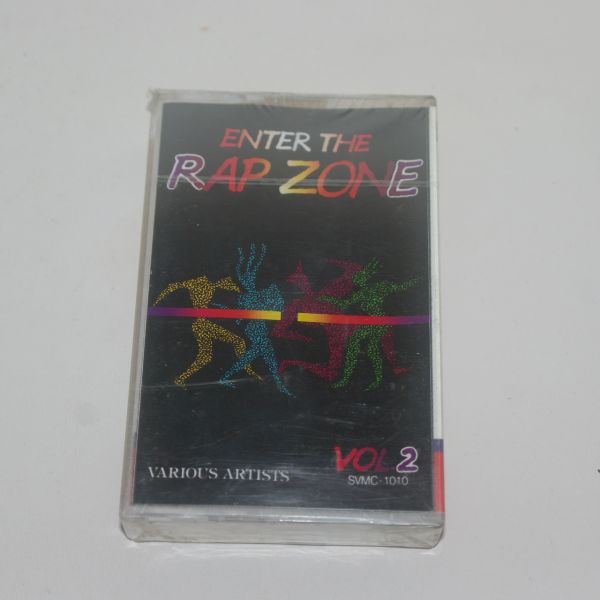 ENTER THE
RAP ZONE
VOL 2
VARIOUS ARTISTS
SVMC-1010